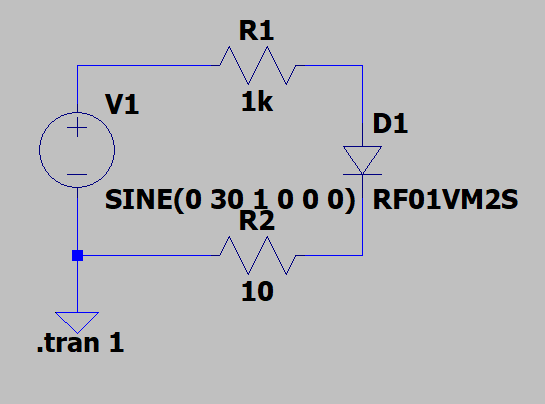 R1
1k
V1
D1
SINE(0 30 1 0 0 0)
RF01VM2S
R2
10
.tran 1